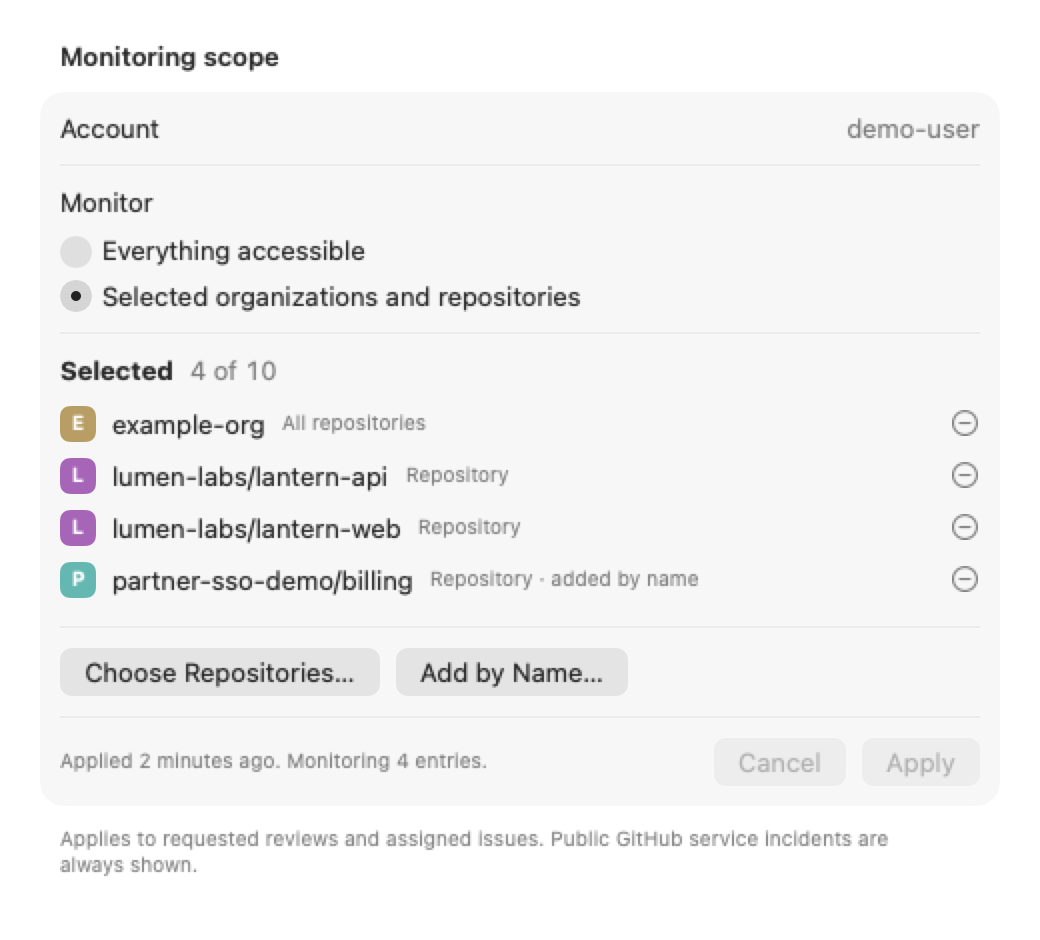 Monitoring scope
Account demo-user
Monitor
Everything accessible
Selected organizations and repositories
Selected 4 of 10
E example-org All repositories
L lumen-labs/lantern-api Repository
L lumen-labs/lantern-web Repository
P partner-sso-demo/billing Repository · added by name
Choose Repositories... Add by Name...
Applied 2 minutes ago. Monitoring 4 entries. Cancel Apply
Applies to requested reviews and assigned issues. Public GitHub service incidents are
always shown.